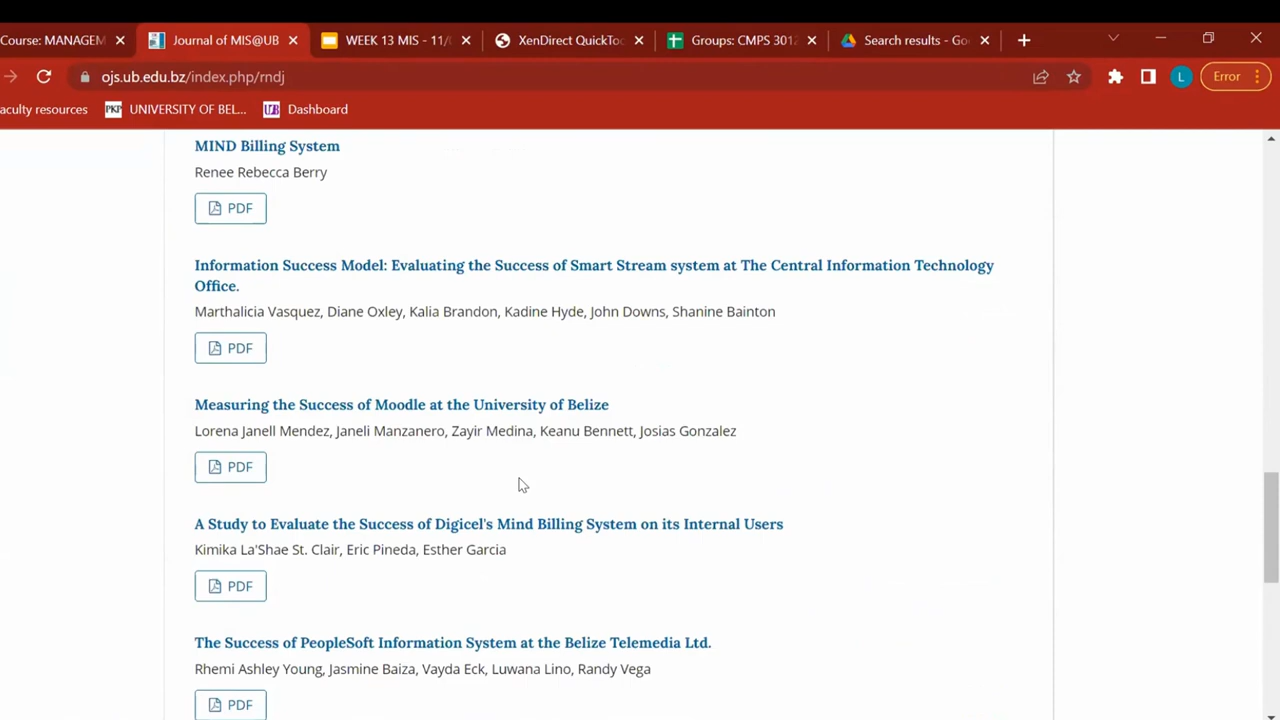 Course: MANAGEM
Journal of MIS@UB
WEEK 13 MIS - 11/
XenDirect QuickToo
Groups: CMPS 301
Search results - Go
ojs.ub.edu.bz/index.php/rndj
L
Error
aculty resources
PKP
UNIVERSITY OF BEL...
UB
Dashboard
MIND Billing System
Renee Rebecca Berry
PDF
Information Success Model: Evaluating the Success of Smart Stream system at The Central Information Technology
Office.
Marthalicia Vasquez, Diane Oxley, Kalia Brandon, Kadine Hyde, John Downs, Shanine Bainton
PDF
Measuring the Success of Moodle at the University of Belize
Lorena Janell Mendez, Janeli Manzanero, Zayir Medina, Keanu Bennett, Josias Gonzalez
PDF
A Study to Evaluate the Success of Digicel's Mind Billing System on its Internal Users
Kimika La'Shae St. Clair, Eric Pineda, Esther Garcia
PDF
The Success of PeopleSoft Information System at the Belize Telemedia Ltd.
Rhemi Ashley Young, Jasmine Baiza, Vayda Eck, Luwana Lino, Randy Vega
PDF